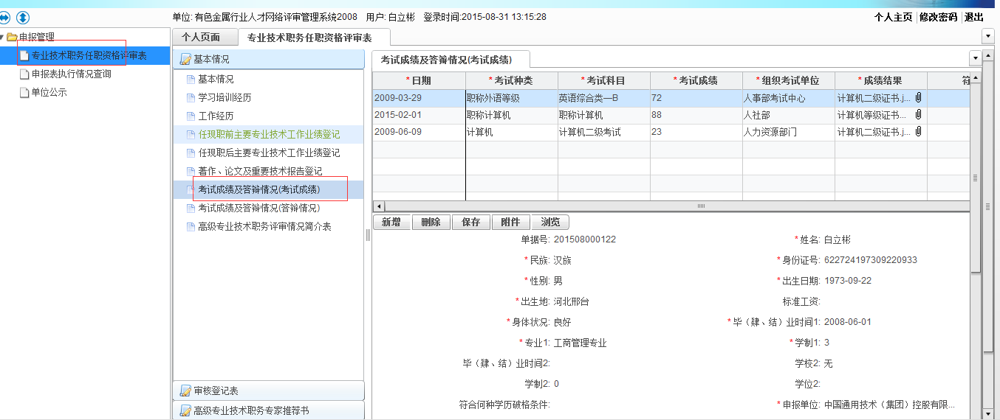 单位: 有色金属行业人才网络评审管理系统2008 用户: 白立彬 登录时间:2015-08-31 13:15:28
个人主页 修改密码 退出
申报管理
专业技术职务任职资格评审表
申报表执行情况查询
单位公示
个人页面
专业技术职务任职资格评审表
基本情况
基本情况
学习培训经历
工作经历
任现职前主要专业技术工作业绩登记
任现职后主要专业技术工作业绩登记
著作、论文及重要技术报告登记
考试成绩及答辩情况(考试成绩)
考试成绩及答辩情况(答辩情况)
高级专业技术职务评审情况简介表
审核登记表
高级专业技术职务专家推荐书
考试成绩及答辩情况(考试成绩)
*日期 *考试种类 *考试科目 *考试成绩 *组织考试单位 *成绩结果 符
2009-03-29 职称外语等级 英语综合类—B 72 人事部考试中心 计算机二级证书.j...
2015-02-01 职称计算机 职称计算机 88 人社部 计算机等级证书...
2009-06-09 计算机 计算机二级考试 23 人力资源部门 计算机二级证书.j...
新增 删除 保存 附件 浏览
单据号: 201508000122 *姓名: 白立彬
*民族: 汉族 *身份证号: 622724197309220933
*性别: 男 *出生日期: 1973-09-22
*出生地: 河北邢台 标准工资:
*身体状况: 良好 *毕（肄、结）业时间1: 2008-06-01
*专业1: 工商管理专业 *学制1: 3
毕（肄、结）业时间2: 学校2: 无
学制2: 0 学位2:
符合何种学历破格条件: *申报单位: 中国通用技术（集团）控股有限...